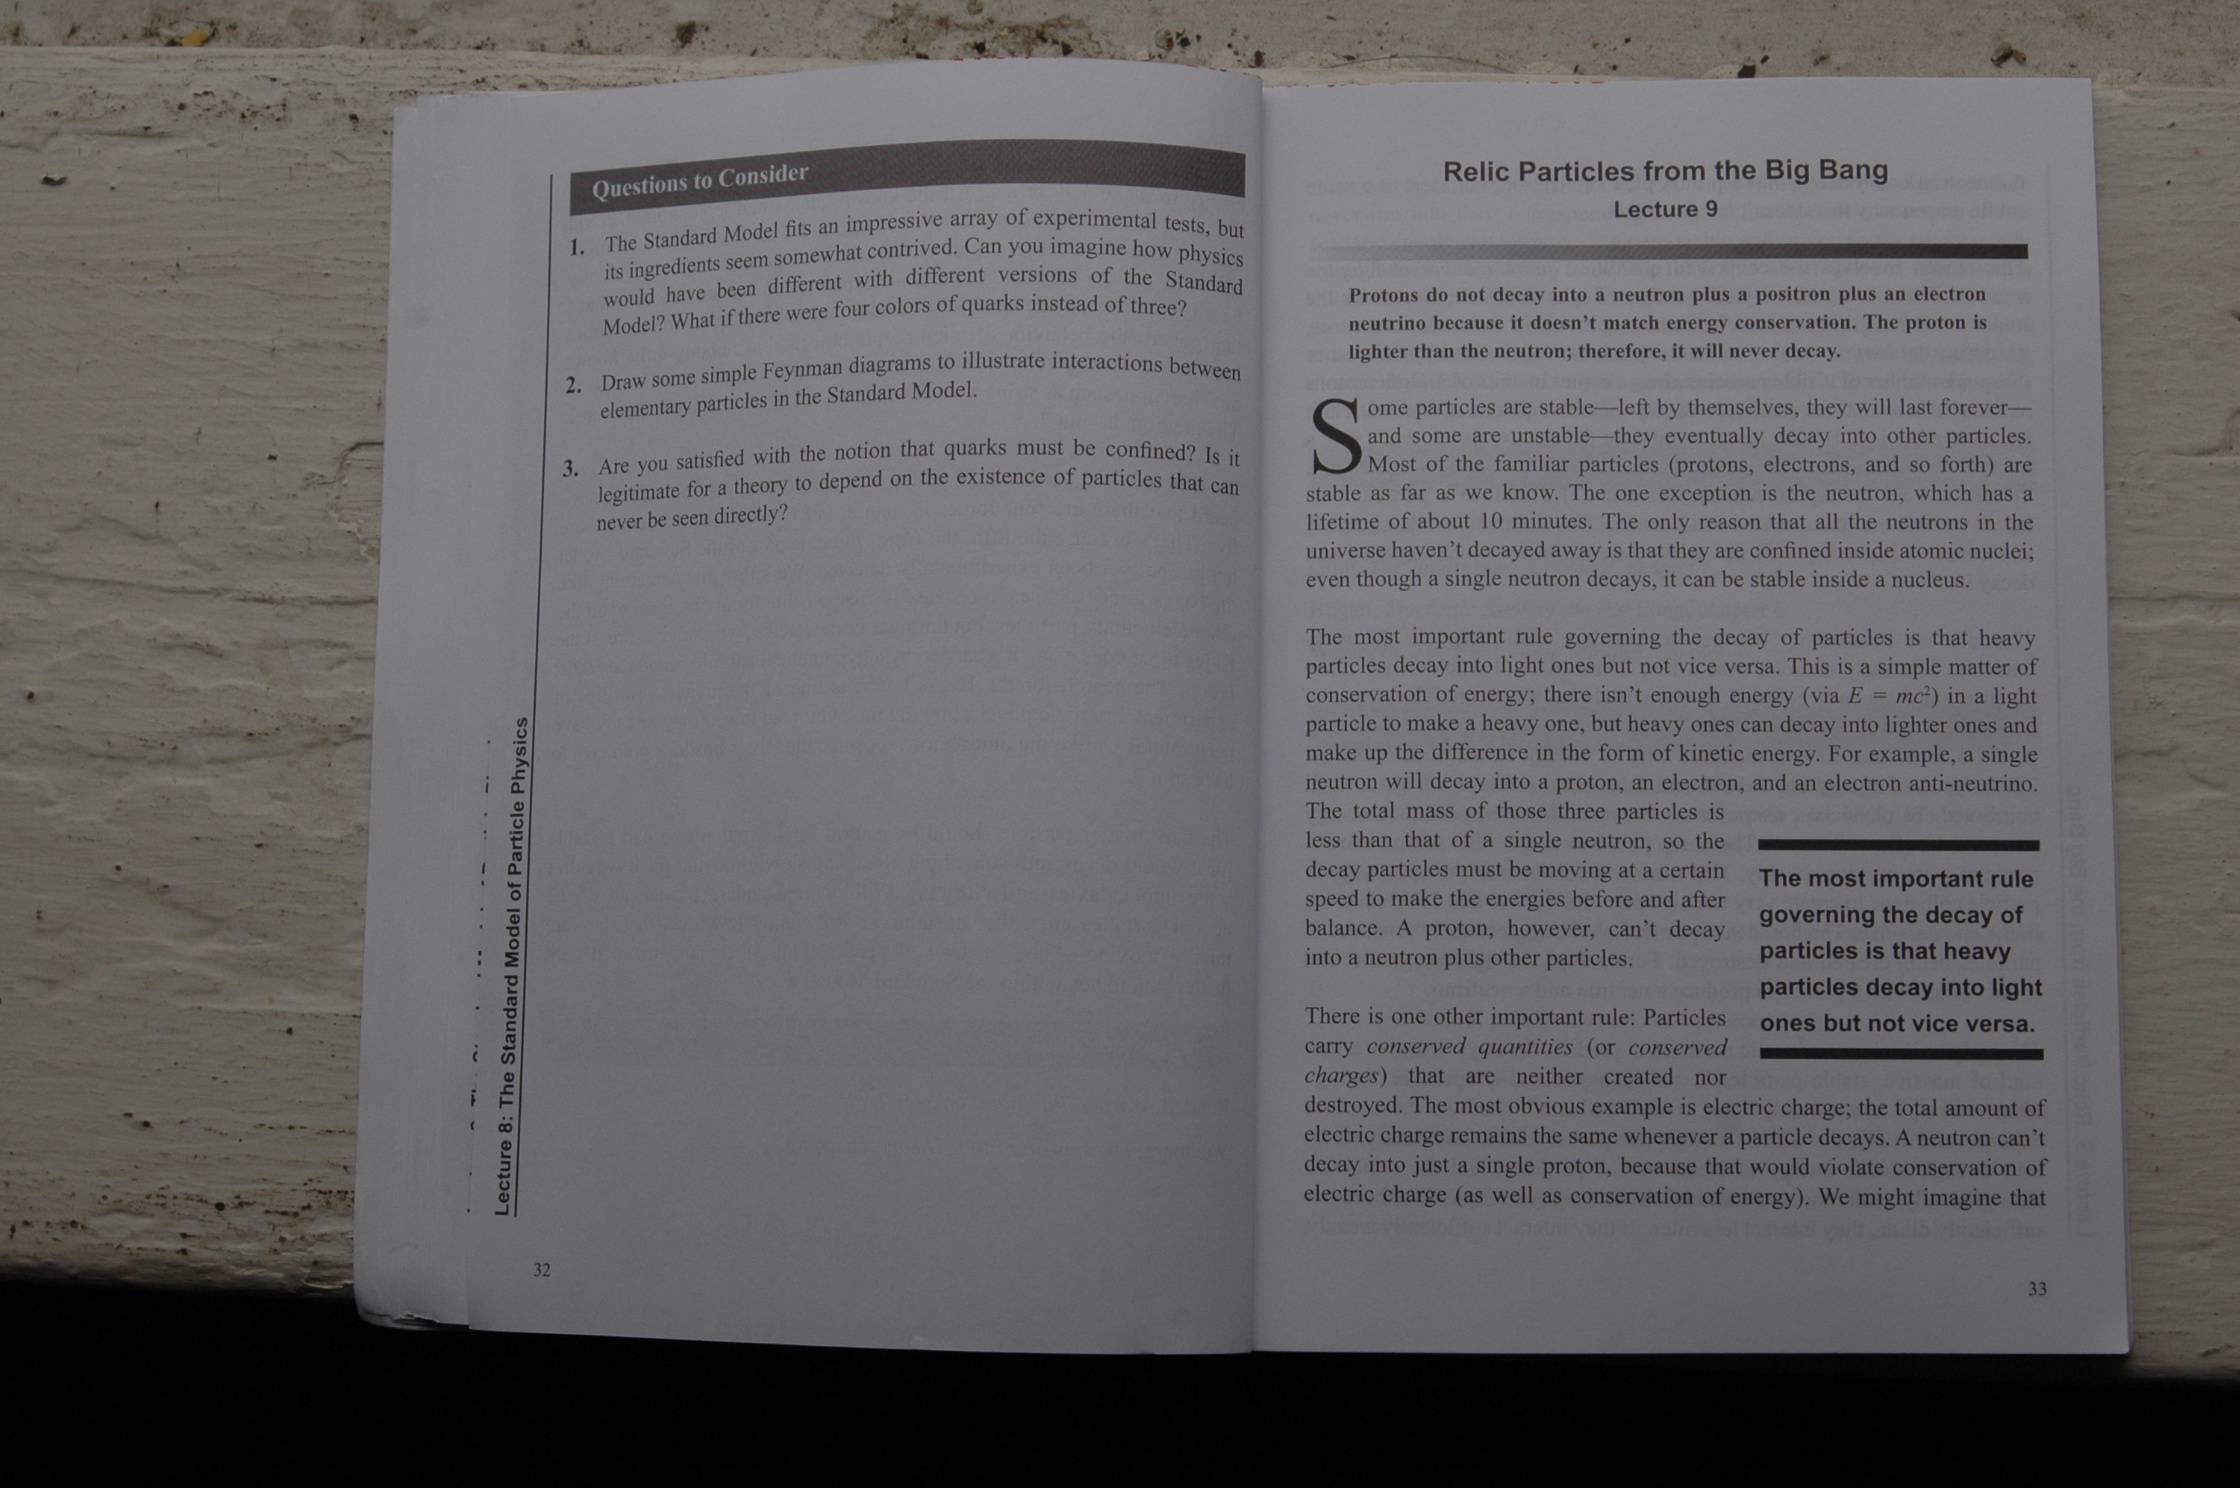 Questions to Consider
1. The Standard Model fits an impressive array of experimental tests, but
its ingredients seem somewhat contrived. Can you imagine how physics
would have been different with different versions of the Standard
Model? What if there were four colors of quarks instead of three?
2. Draw some simple Feynman diagrams to illustrate interactions between
elementary particles in the Standard Model.
3. Are you satisfied with the notion that quarks must be confined? Is it
legitimate for a theory to depend on the existence of particles that can
never be seen directly?
Lecture 8: The Standard Model of Particle Physics
32
Relic Particles from the Big Bang
Lecture 9
Protons do not decay into a neutron plus a positron plus an electron
neutrino because it doesn't match energy conservation. The proton is
lighter than the neutron; therefore, it will never decay.
Some particles are stable—left by themselves, they will last forever—
and some are unstable—they eventually decay into other particles.
Most of the familiar particles (protons, electrons, and so forth) are
stable as far as we know. The one exception is the neutron, which has a
lifetime of about 10 minutes. The only reason that all the neutrons in the
universe haven't decayed away is that they are confined inside atomic nuclei;
even though a single neutron decays, it can be stable inside a nucleus.
The most important rule governing the decay of particles is that heavy
particles decay into light ones but not vice versa. This is a simple matter of
conservation of energy; there isn't enough energy (via E = mc²) in a light
particle to make a heavy one, but heavy ones can decay into lighter ones and
make up the difference in the form of kinetic energy. For example, a single
neutron will decay into a proton, an electron, and an electron anti-neutrino.
The total mass of those three particles is
less than that of a single neutron, so the
decay particles must be moving at a certain
speed to make the energies before and after
balance. A proton, however, can't decay
into a neutron plus other particles.
The most important rule
governing the decay of
particles is that heavy
particles decay into light
ones but not vice versa.
There is one other important rule: Particles
carry conserved quantities (or conserved
charges) that are neither created nor
destroyed. The most obvious example is electric charge; the total amount of
electric charge remains the same whenever a particle decays. A neutron can't
decay into just a single proton, because that would violate conservation of
electric charge (as well as conservation of energy). We might imagine that
33